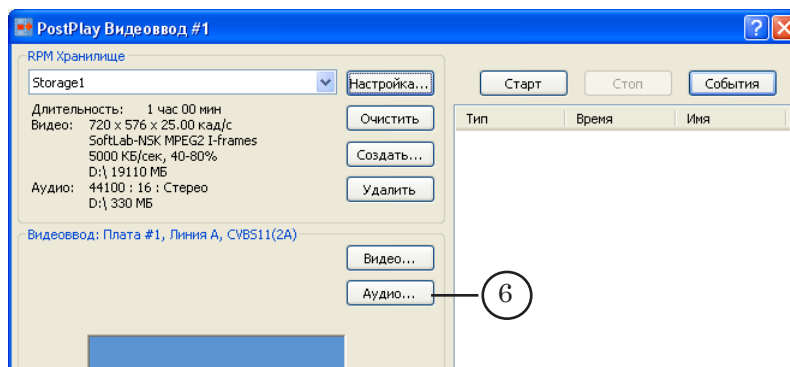 PostPlay Видеоввод #1
RPM Хранилище
Storage1
Настройка...
Старт
Стоп
События
Длительность: 1 час 00 мин
Очистить
Тип Время Имя
Видео: 720 x 576 x 25.00 кад/с
SoftLab-NSK MPEG2 I-frames
Создать...
5000 КБ/сек, 40-80%
D:\ 19110 МБ
Аудио: 44100 : 16 : Стерео
Удалить
D:\ 330 МБ
Видеоввод: Плата #1, Линия A, CVBS11(2A)
Видео...
Аудио...
6